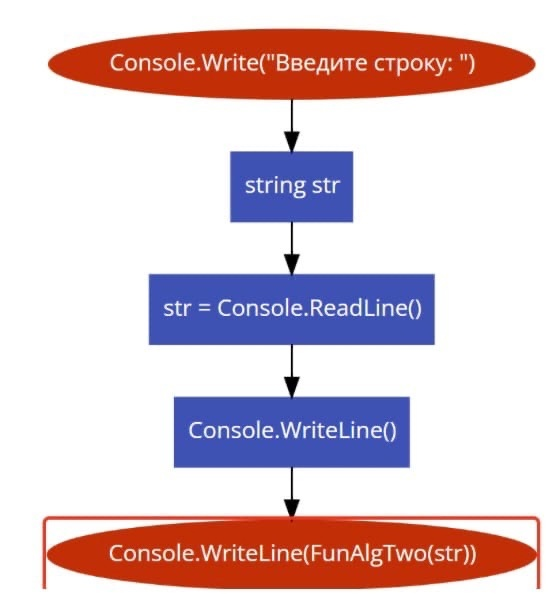 Console.Write("Введите строку: ")
string str
str = Console.ReadLine()
Console.WriteLine()
Console.WriteLine(FunAlgTwo(str))